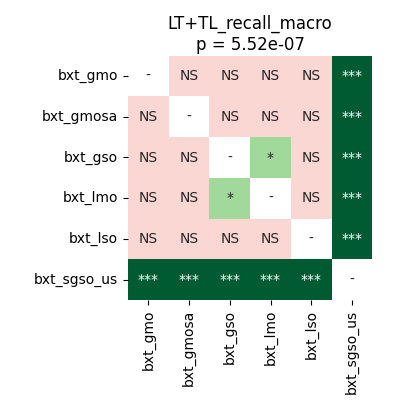 LT+TL_recall_macro
p = 5.52e-07
bxt_gmo - NS NS NS NS ***
bxt_gmosa NS - NS NS NS ***
bxt_gso NS NS - * NS ***
bxt_lmo NS NS * - NS ***
bxt_lso NS NS NS NS - ***
bxt_sgso_us *** *** *** *** *** -
bxt_gmo bxt_gmosa bxt_gso bxt_lmo bxt_lso bxt_sgso_us